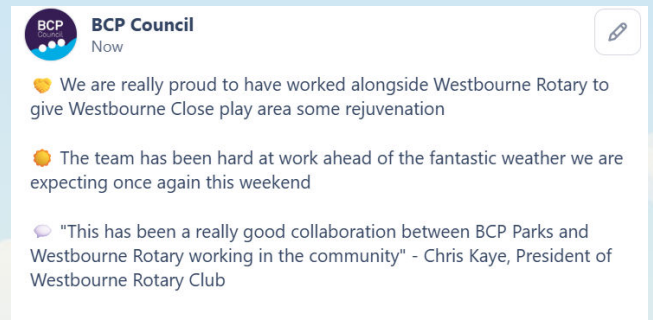 BCP
Council
BCP Council
Now
🤝 We are really proud to have worked alongside Westbourne Rotary to
give Westbourne Close play area some rejuvenation
🌞 The team has been hard at work ahead of the fantastic weather we are
expecting once again this weekend
💬 "This has been a really good collaboration between BCP Parks and
Westbourne Rotary working in the community" - Chris Kaye, President of
Westbourne Rotary Club